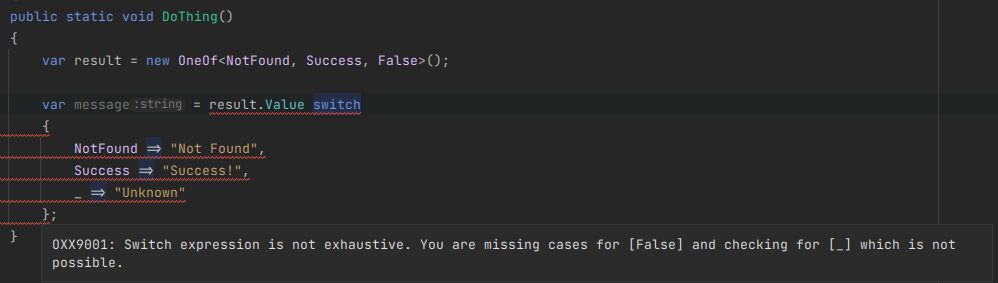 public static void DoThing()
{
var result = new OneOf<NotFound, Success, False>();
var message :string = result.Value switch
{
NotFound => "Not Found",
Success => "Success!",
_ => "Unknown"
};
}
OXX9001: Switch expression is not exhaustive. You are missing cases for [False] and checking for [_] which is not
possible.